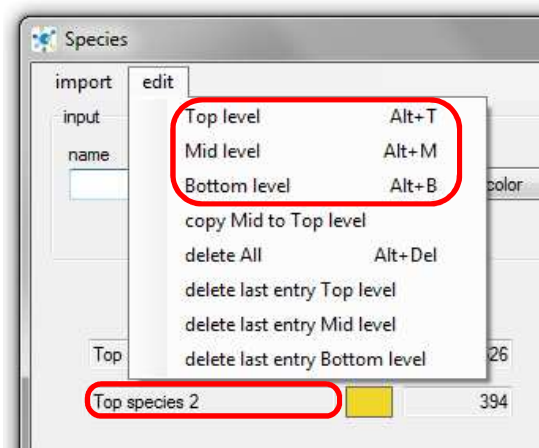 Species
import edit
input
name
Top level Alt+T
Mid level Alt+M
Bottom level Alt+B
color
copy Mid to Top level
delete All Alt+Del
delete last entry Top level
delete last entry Mid level
delete last entry Bottom level
Top
Top species 2 394